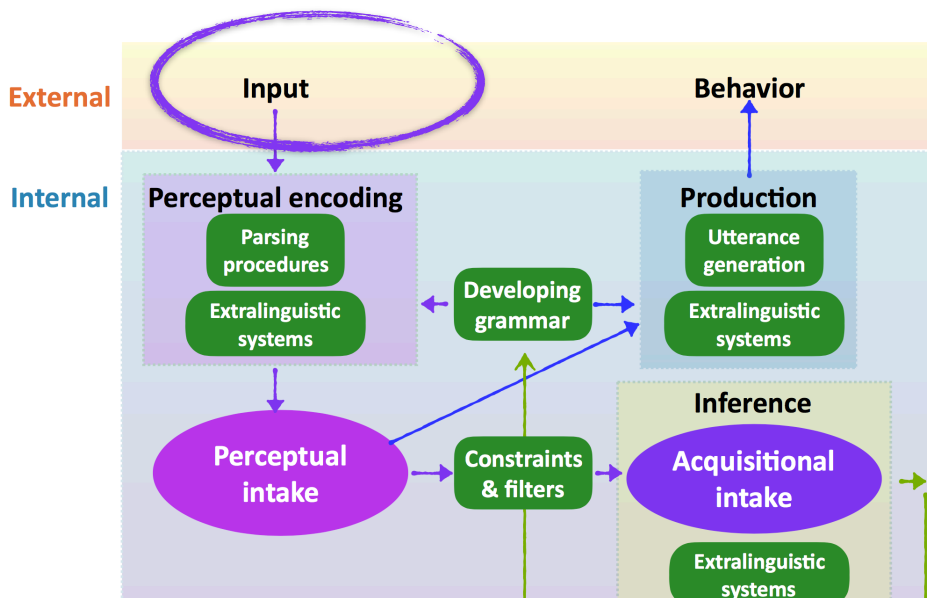 External
Input
Behavior
Internal
Perceptual encoding
Parsing
procedures
Extralinguistic
systems
Production
Utterance
generation
Extralinguistic
systems
Developing
grammar
Perceptual
intake
Constraints
& filters
Inference
Acquisitional
intake
Extralinguistic
systems